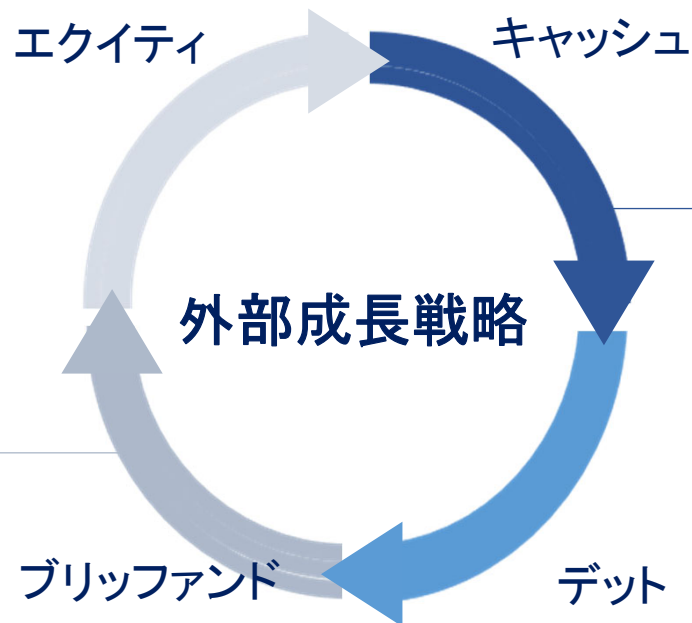 エクイティ
キャッシュ
外部成長戦略
ブリッファンド
デット